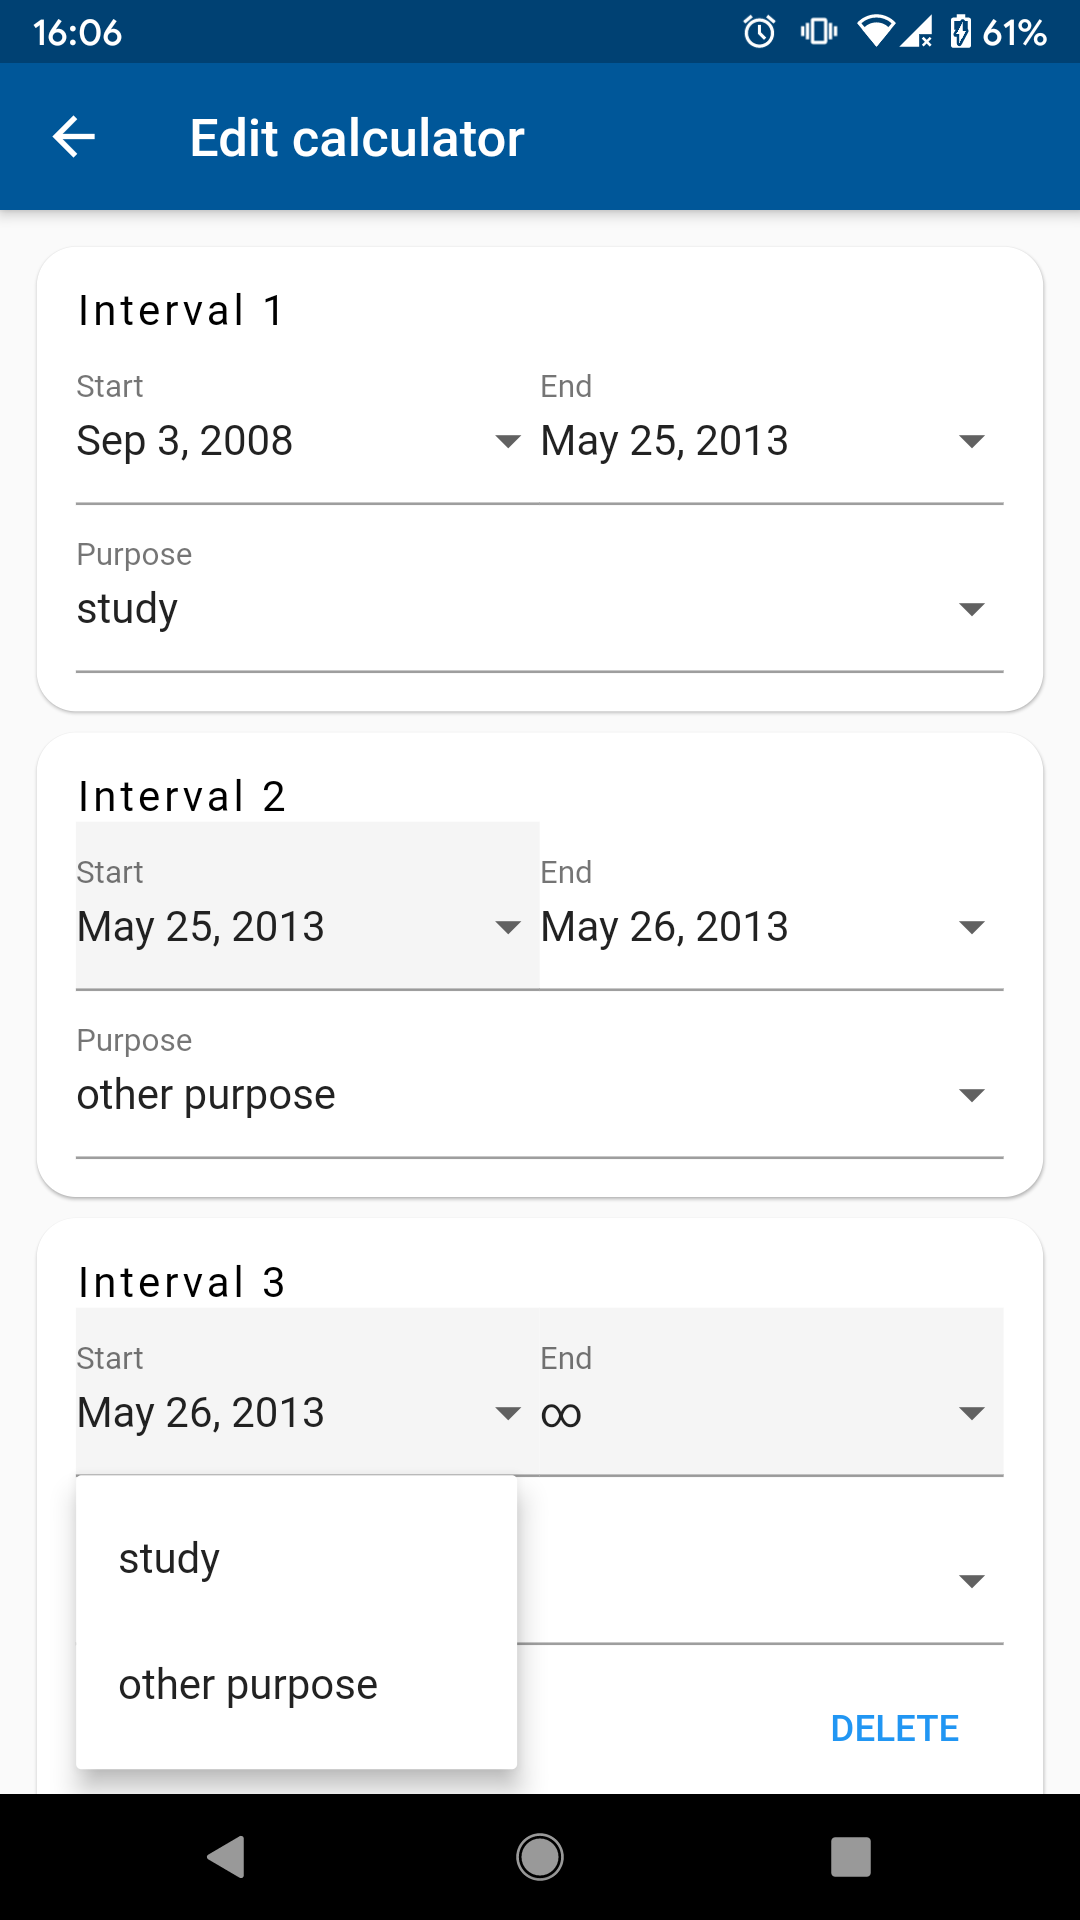 16:06 61%
Edit calculator
Interval 1
Start End
Sep 3, 2008 May 25, 2013
Purpose
study
Interval 2
Start End
May 25, 2013 May 26, 2013
Purpose
other purpose
Interval 3
Start End
May 26, 2013 ∞
study
other purpose
DELETE